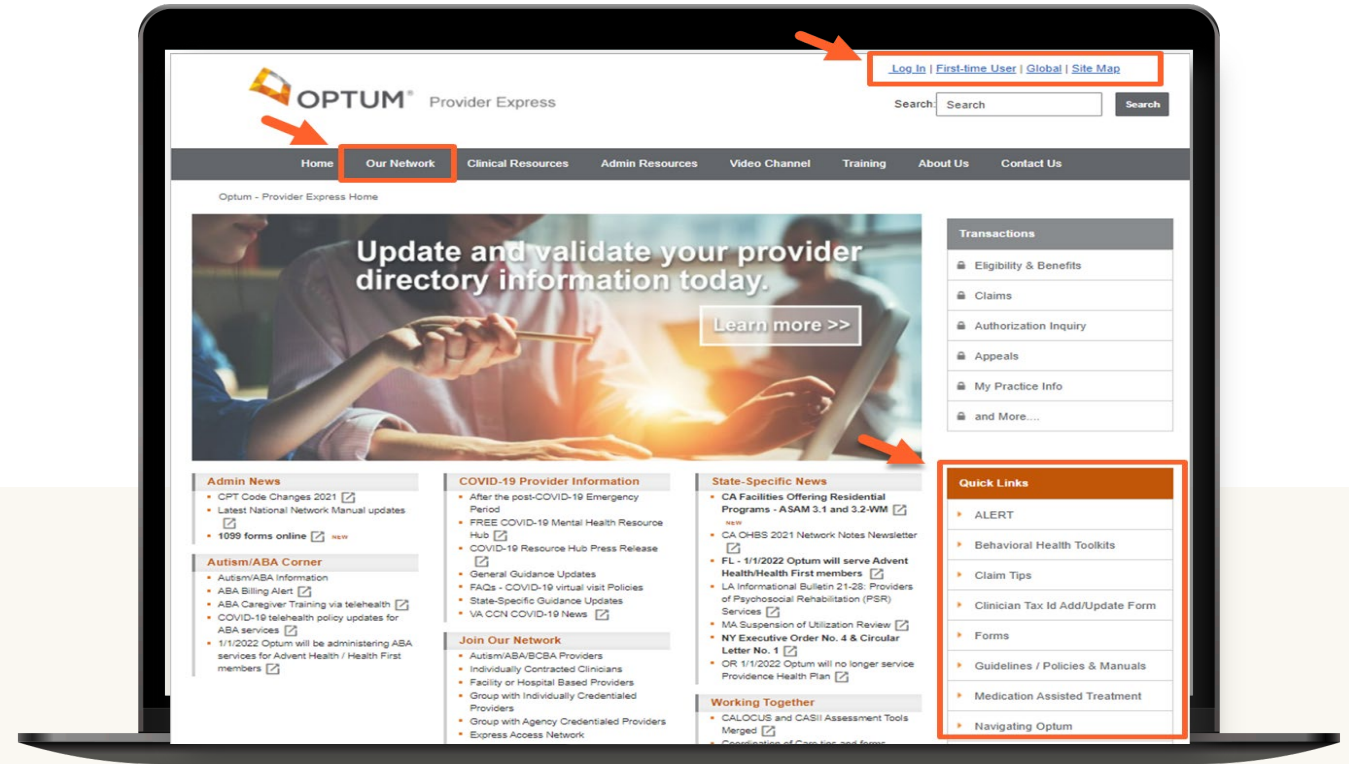 Log In | First-time User | Global | Site Map
OPTUM® Provider Express
Search: Search Search
Home Our Network Clinical Resources Admin Resources Video Channel Training About Us Contact Us
Optum - Provider Express Home
Update and validate your provider
directory information today.
Learn more >>
Transactions
Eligibility & Benefits
Claims
Authorization Inquiry
Appeals
My Practice Info
and More....
Admin News
CPT Code Changes 2021
Latest National Network Manual updates
1099 forms online NEW
Autism/ABA Corner
Autism/ABA Information
ABA Billing Alert
ABA Caregiver Training via telehealth
COVID-19 telehealth policy updates for
ABA services
1/1/2022 Optum will be administering ABA
services for Advent Health / Health First
members
COVID-19 Provider Information
After the post-COVID-19 Emergency
Period
FREE COVID-19 Mental Health Resource
Hub
COVID-19 Resource Hub Press Release
General Guidance Updates
FAQs - COVID-19 virtual visit Policies
State-Specific Guidance Updates
VA CCN COVID-19 News
Join Our Network
Autism/ABA/BCBA Providers
Individually Contracted Clinicians
Facility or Hospital Based Providers
Group with Individually Credentialed
Providers
Group with Agency Credentialed Providers
Express Access Network
State-Specific News
CA Facilities Offering Residential
Programs - ASAM 3.1 and 3.2-WM
NEW
CA OHBS 2021 Network Notes Newsletter
FL - 1/1/2022 Optum will serve Advent
Health/Health First members
LA Informational Bulletin 21-28: Providers
of Psychosocial Rehabilitation (PSR)
Services
MA Suspension of Utilization Review
NY Executive Order No. 4 & Circular
Letter No. 1
OR 1/1/2022 Optum will no longer service
Providence Health Plan
Working Together
CALOCUS and CASII Assessment Tools
Merged
Coordination of Care tips and forms
Quick Links
ALERT
Behavioral Health Toolkits
Claim Tips
Clinician Tax Id Add/Update Form
Forms
Guidelines / Policies & Manuals
Medication Assisted Treatment
Navigating Optum